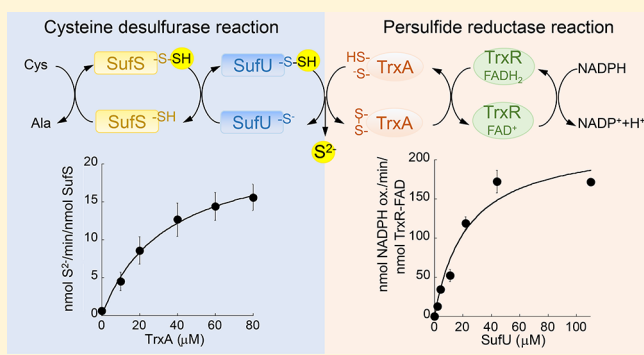 Cysteine desulfurase reaction
Persulfide reductase reaction
Cys
SufS
-S-SH
SufU
-S-SH
HS-
-S-
TrxA
TrxR
FADH₂
NADPH
Ala
SufS
-SH
SufU
-S⁻
S-
S-
TrxA
TrxR
FAD⁺
NADP⁺+H⁺
S²⁻
nmol S²⁻/min/nmol SufS
20
15
10
5
0
0 20 40 60 80
TrxA (µM)
nmol NADPH ox./min/
nmol TrxR-FAD
200
150
100
50
0
0 20 40 60 80 100
SufU (µM)